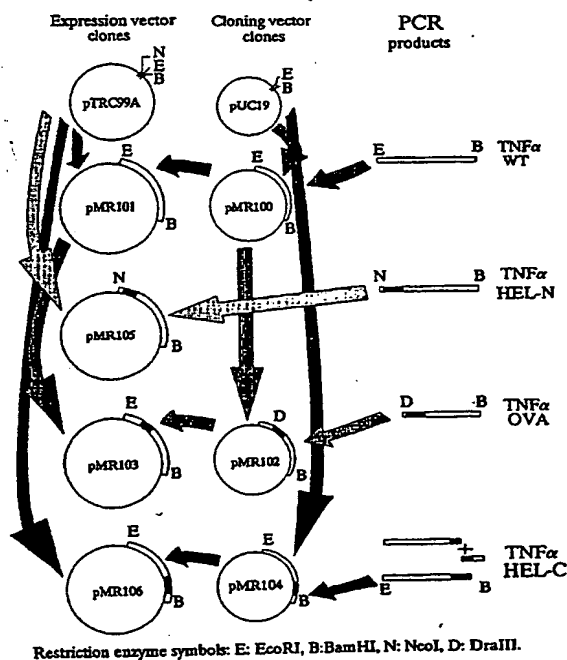 Expression vector
clones
Cloning vector
clones
PCR
products
N
E
B
pTRC99A
E
B
pUC19
E
B
pMR101
E
B
pMR100
E B
TNFα
WT
N
B
pMR105
N B
TNFα
HEL-N
E
B
pMR103
D
B
pMR102
D B
TNFα
OVA
E
B
pMR106
E
B
pMR104
+
E B
TNFα
HEL-C
Restriction enzyme symbols: E: EcoRI, B:BamHI, N: NcoI, D: DraIII.